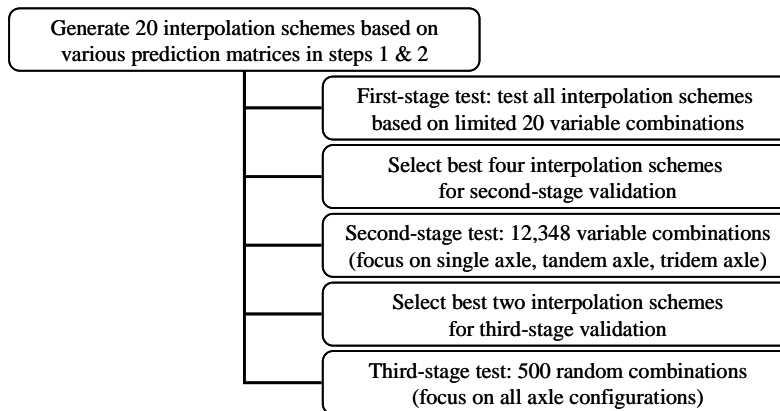 Generate 20 interpolation schemes based on
various prediction matrices in steps 1 & 2
First-stage test: test all interpolation schemes
based on limited 20 variable combinations
Select best four interpolation schemes
for second-stage validation
Second-stage test: 12,348 variable combinations
(focus on single axle, tandem axle, tridem axle)
Select best two interpolation schemes
for third-stage validation
Third-stage test: 500 random combinations
(focus on all axle configurations)